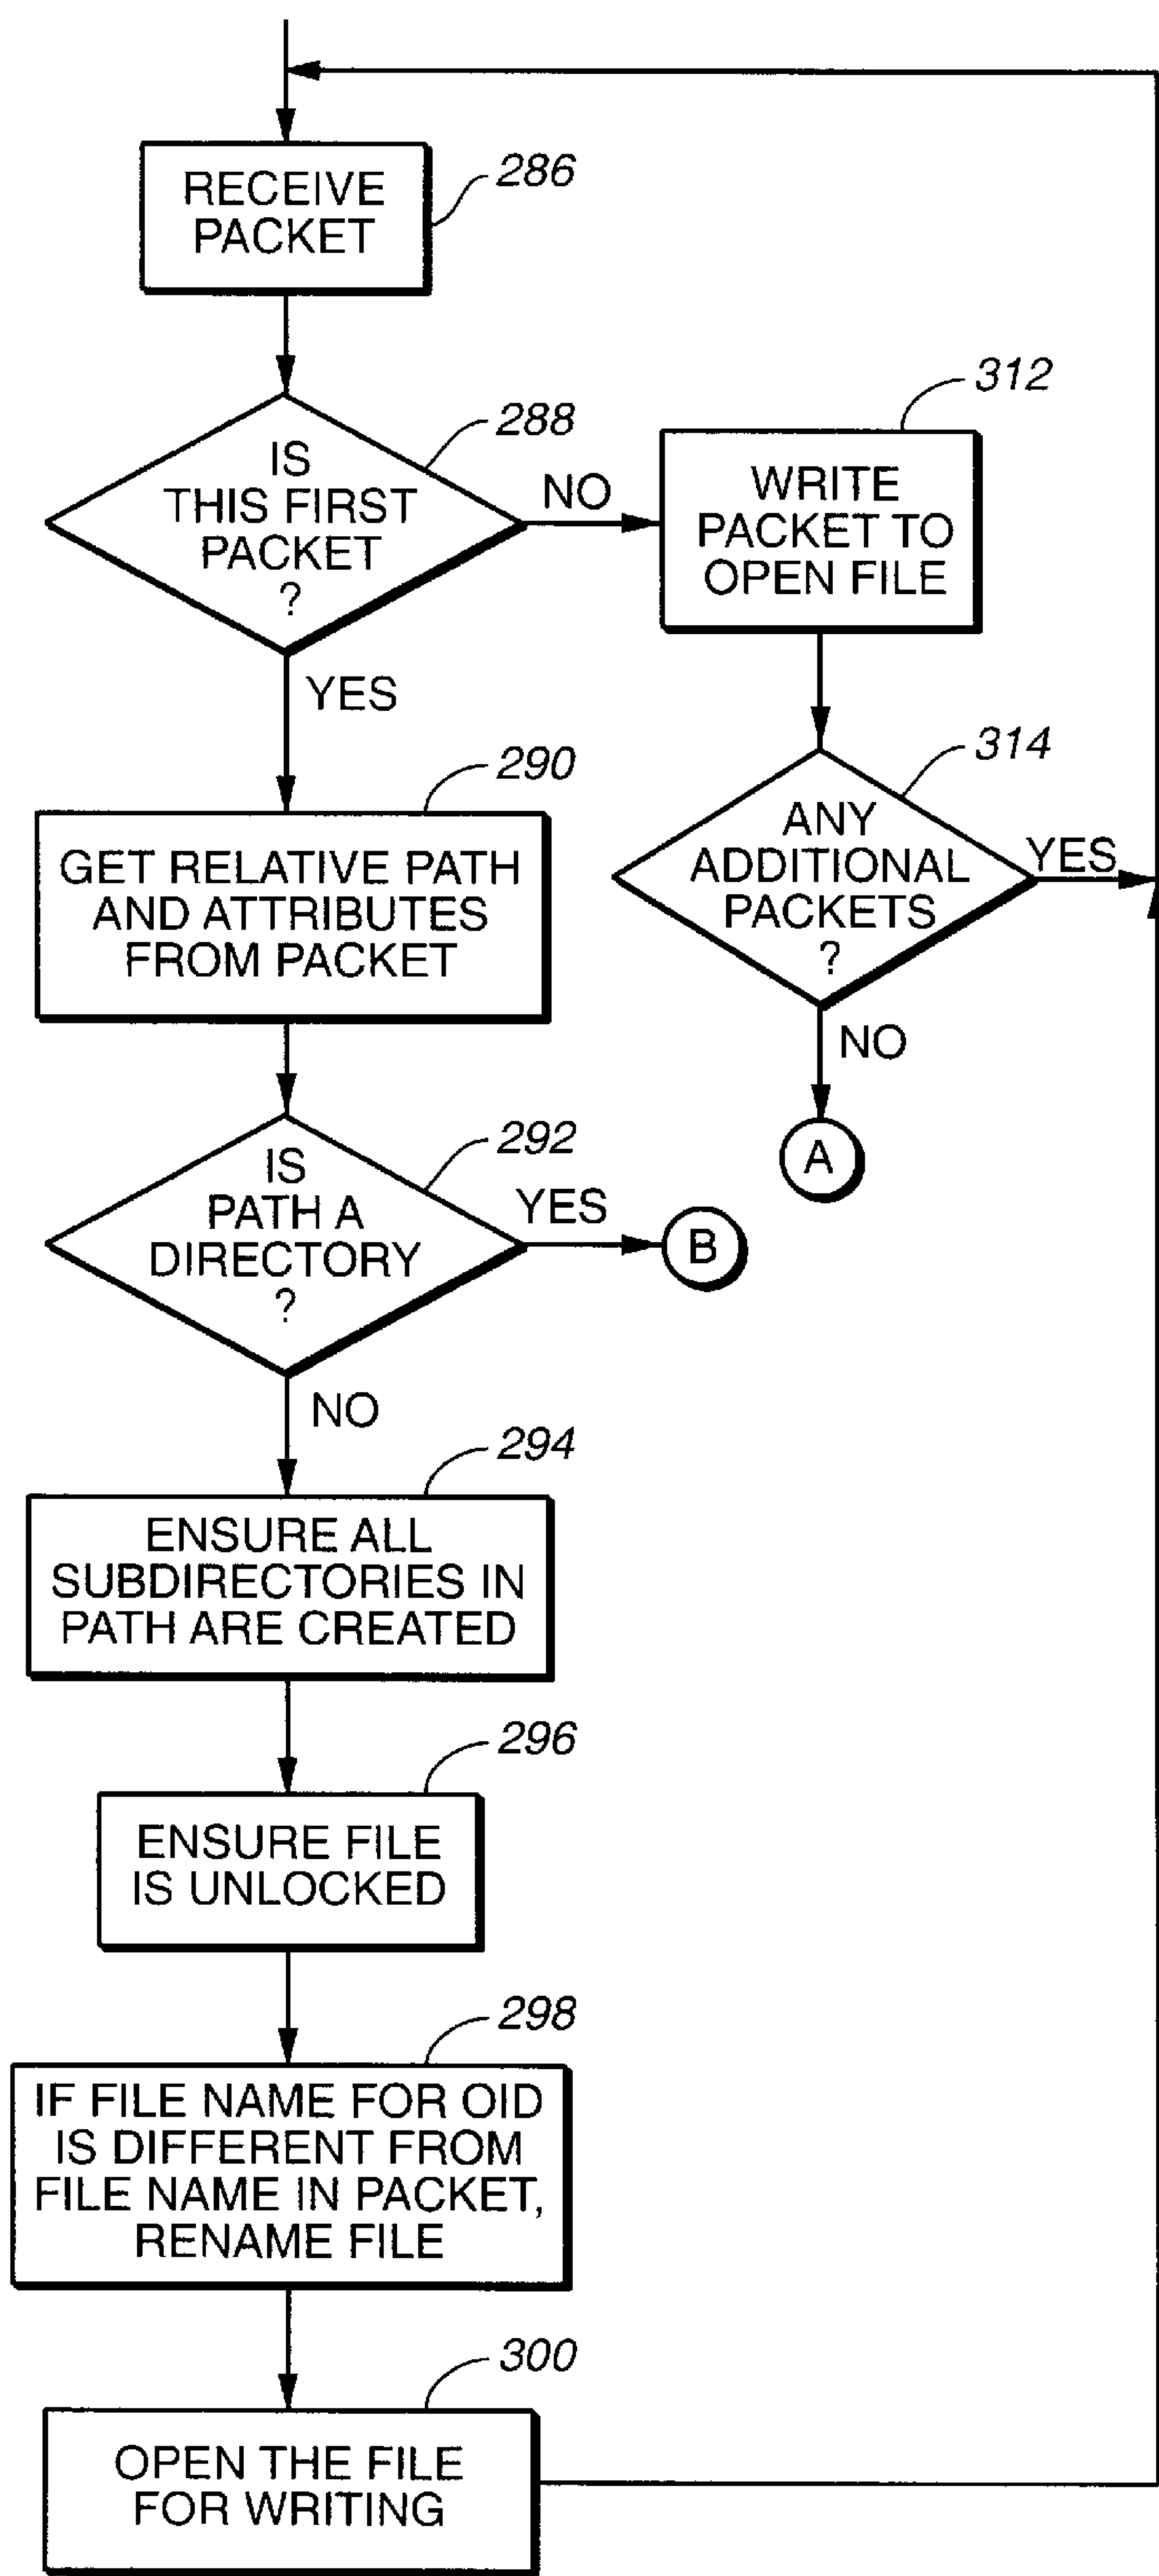 RECEIVE
PACKET
286
IS
THIS FIRST
PACKET
?
288
NO
YES
312
WRITE
PACKET TO
OPEN FILE
314
ANY
ADDITIONAL
PACKETS
?
YES
NO
A
290
GET RELATIVE PATH
AND ATTRIBUTES
FROM PACKET
292
IS
PATH A
DIRECTORY
?
YES
B
NO
294
ENSURE ALL
SUBDIRECTORIES IN
PATH ARE CREATED
296
ENSURE FILE
IS UNLOCKED
298
IF FILE NAME FOR OID
IS DIFFERENT FROM
FILE NAME IN PACKET,
RENAME FILE
300
OPEN THE FILE
FOR WRITING